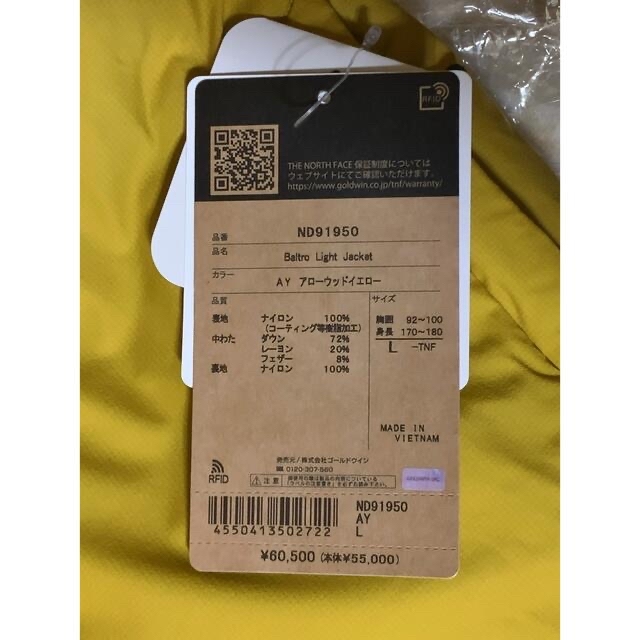 RFID
THE NORTH FACE 保証制度については
ウェブサイトにてご確認いただけます。
https://www.goldwin.co.jp/tnf/warranty/
品番 ND91950
品名 Baltro Light Jacket
カラー AY アローウッドイエロー
品質
サイズ
表地 ナイロン 100%
(コーティング等樹脂加工)
中わた ダウン 72%
レーヨン 20%
フェザー 8%
裏地 ナイロン 100%
胸囲 92~100
身長 170~180
L -TNF
MADE IN
VIETNAM
発売元/株式会社ゴールドウイン
0120-307-560
RFID
注意
ND91950
AY
L
4550413502722
¥60,500 (本体¥55,000)